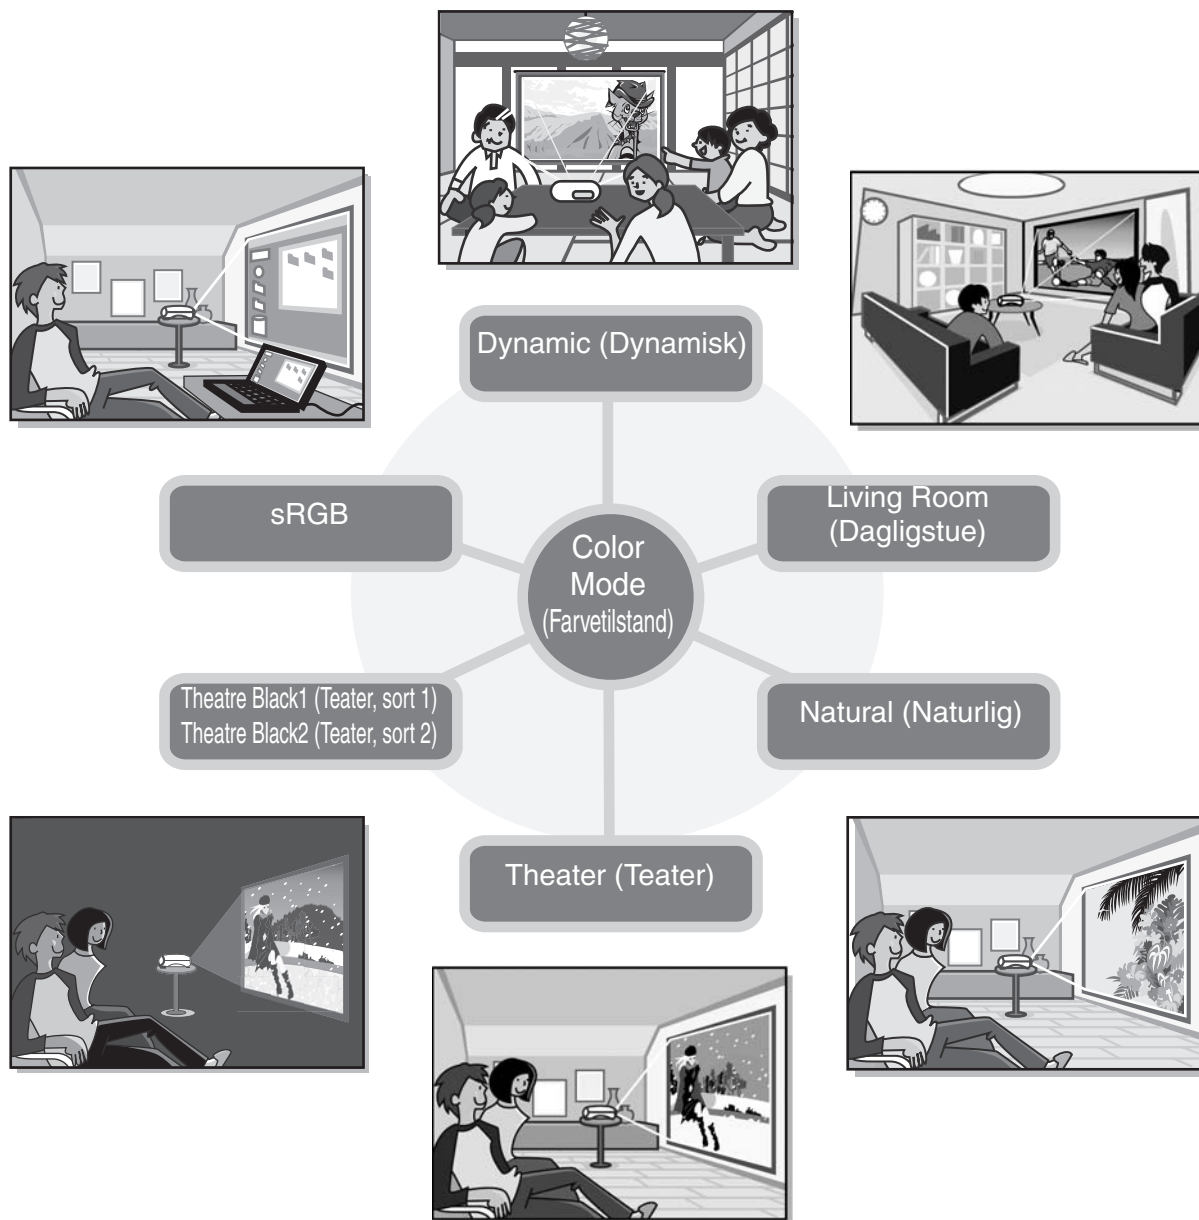 Dynamic (Dynamisk)
sRGB
Living Room
(Dagligstue)
Color
Mode
(Farvetilstand)
Theatre Black1 (Teater, sort 1)
Theatre Black2 (Teater, sort 2)
Natural (Naturlig)
Theater (Teater)